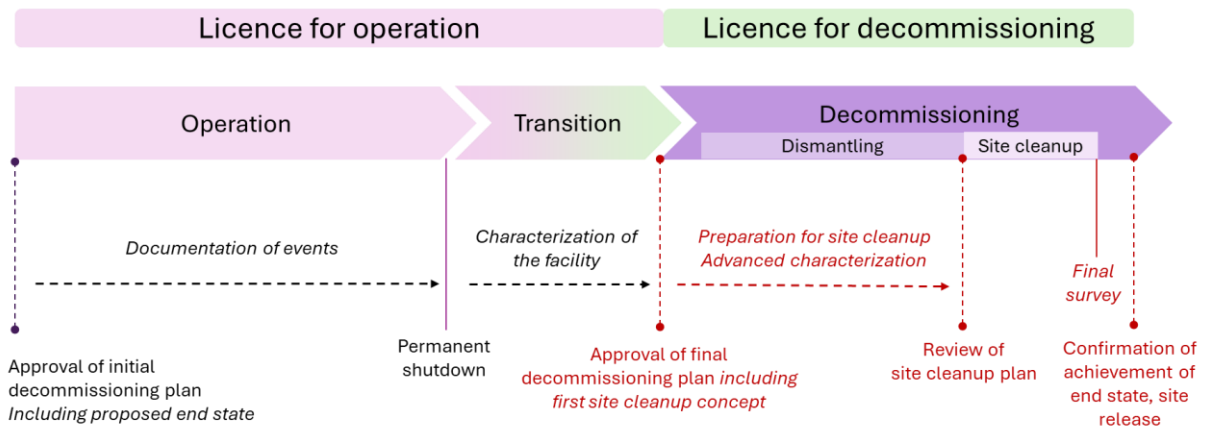 Licence for operation
Licence for decommissioning
Operation
Transition
Decommissioning
Dismantling
Site cleanup
Documentation of events
Characterization of
the facility
Preparation for site cleanup
Advanced characterization
Final
survey
Approval of initial
decommissioning plan
Including proposed end state
Permanent
shutdown
Approval of final
decommissioning plan including
first site cleanup concept
Review of
site cleanup plan
Confirmation of
achievement of
end state, site
release